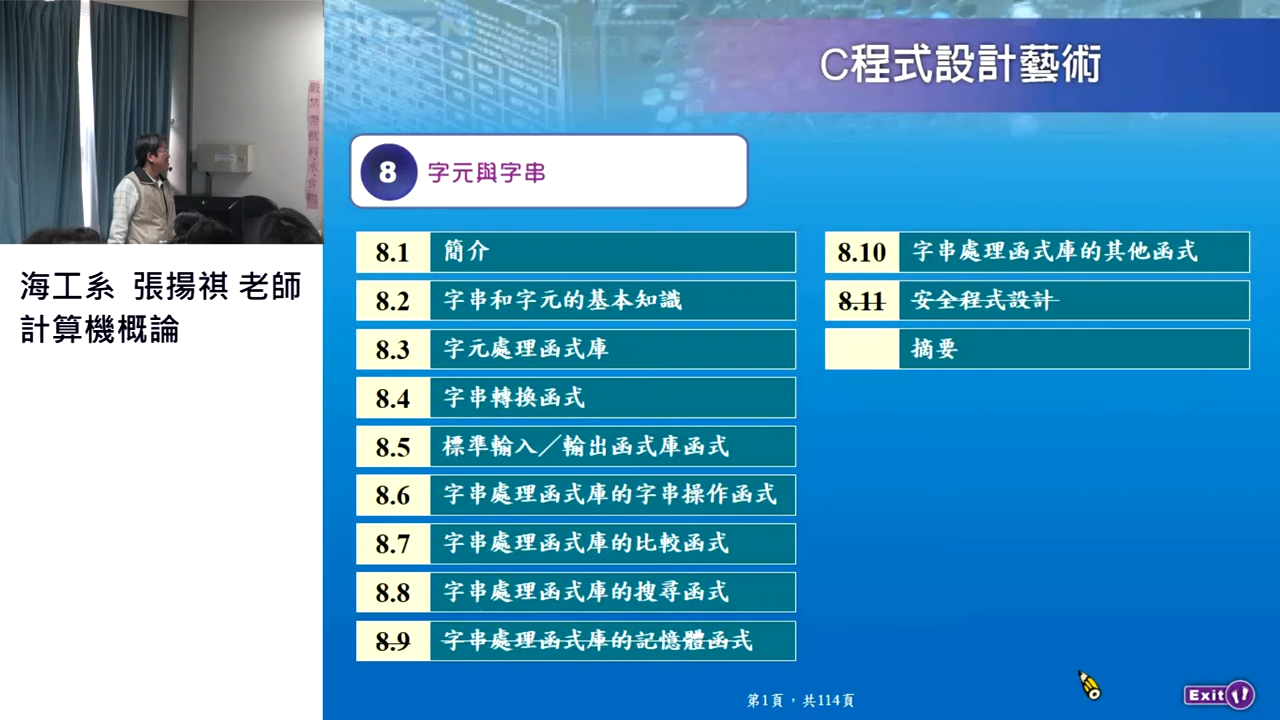 嚴禁帶飲料水食物
海工系 張揚祺 老師
計算機概論
C程式設計藝術
8 字元與字串
8.1 簡介
8.2 字串和字元的基本知識
8.3 字元處理函式庫
8.4 字串轉換函式
8.5 標準輸入／輸出函式庫函式
8.6 字串處理函式庫的字串操作函式
8.7 字串處理函式庫的比較函式
8.8 字串處理函式庫的搜尋函式
8.9 字串處理函式庫的記憶體函式
8.10 字串處理函式庫的其他函式
8.11 安全程式設計
摘要
第1頁，共114頁
Exit